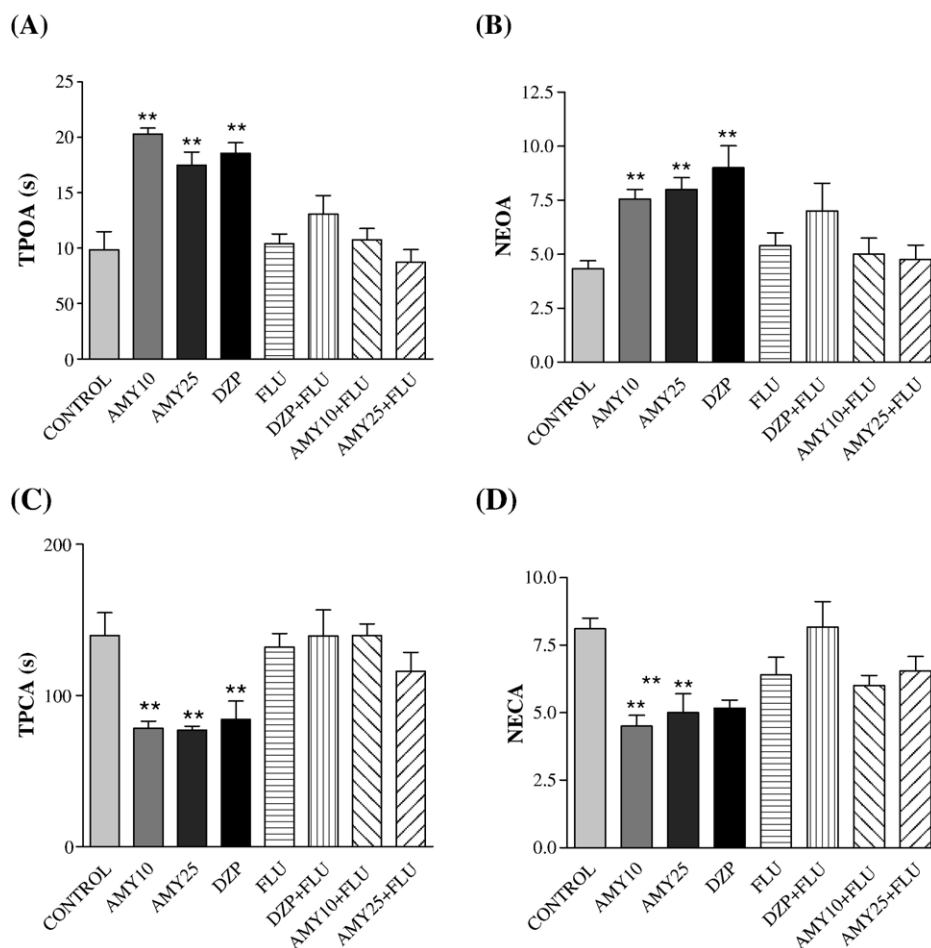 (A)
TPOA (s)
25
20
15
10
50
0
** ** **
CONTROL AMY10 AMY25 DZP FLU DZP+FLU AMY10+FLU AMY25+FLU
(B)
NEOA
12.5
10.0
7.5
5.0
2.5
0.0
** ** **
CONTROL AMY10 AMY25 DZP FLU DZP+FLU AMY10+FLU AMY25+FLU
(C)
TPCA (s)
200
100
0
** ** **
CONTROL AMY10 AMY25 DZP FLU DZP+FLU AMY10+FLU AMY25+FLU
(D)
NECA
10.0
7.5
5.0
2.5
0.0
** ** **
CONTROL AMY10 AMY25 DZP FLU DZP+FLU AMY10+FLU AMY25+FLU